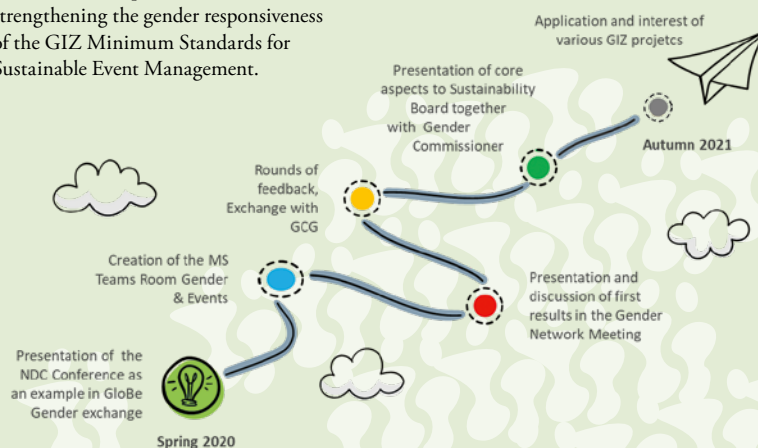 of the GIZ Minimum Standards for
Sustainable Event Management.
strengthening the gender responsiveness
Application and interest of
various GIZ projetcs
Autumn 2021
Presentation of core
aspects to Sustainability
Board together
with Gender
Commissioner
Rounds of
feedback,
Exchange with
GCG
Presentation and
discussion of first
results in the Gender
Network Meeting
Creation of the MS
Teams Room Gender
& Events
Presentation of the
NDC Conference as
an example in GloBe
Gender exchange
Spring 2020